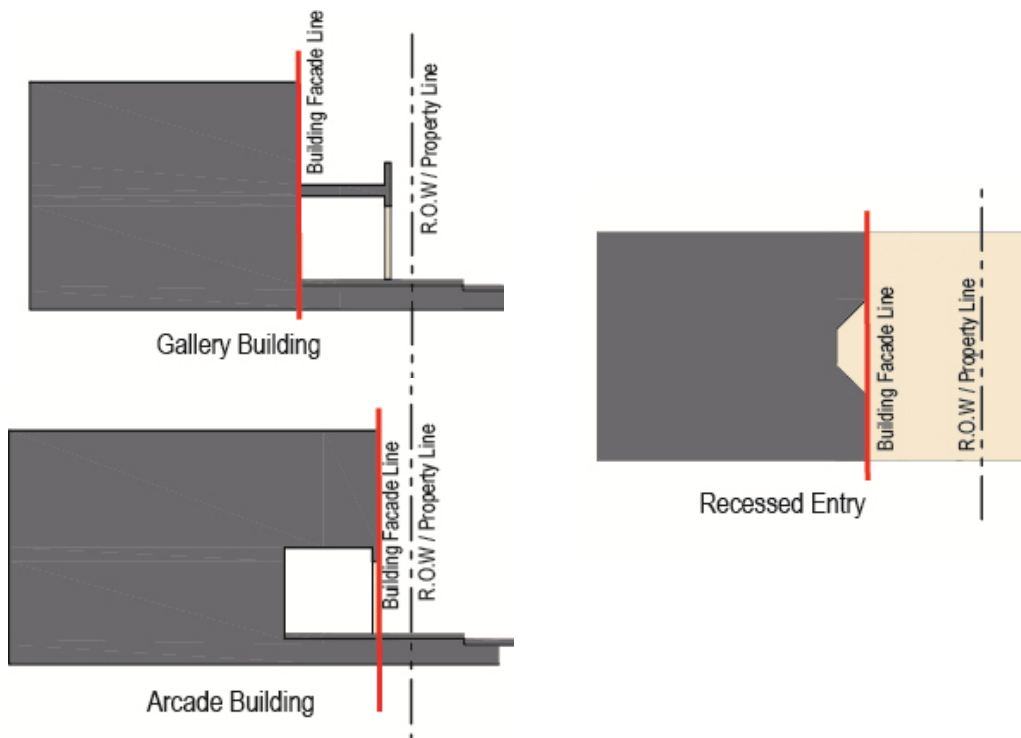 Building Facade Line
R.O.W / Property Line
Gallery Building
Building Facade Line
R.O.W / Property Line
Arcade Building
Building Facade Line
R.O.W / Property Line
Recessed Entry